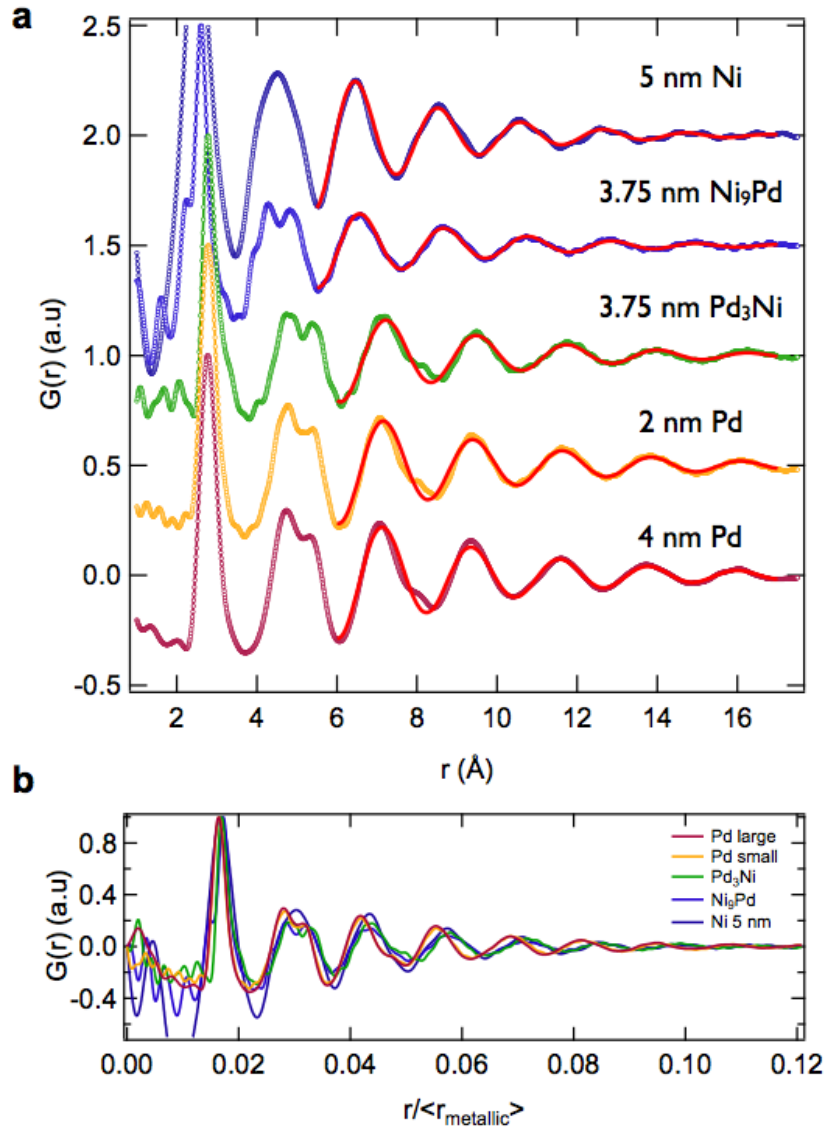 a
2.5
2.0
1.5
1.0
0.5
0.0
-0.5
G(r) (a.u)
5 nm Ni
3.75 nm Ni₉Pd
3.75 nm Pd₃Ni
2 nm Pd
4 nm Pd
2 4 6 8 10 12 14 16
r (Å)
b
0.8
0.4
0.0
-0.4
G(r) (a.u)
Pd large
Pd small
Pd₃Ni
Ni₉Pd
Ni 5 nm
0.00 0.02 0.04 0.06 0.08 0.10 0.12
r/<r_metallic>